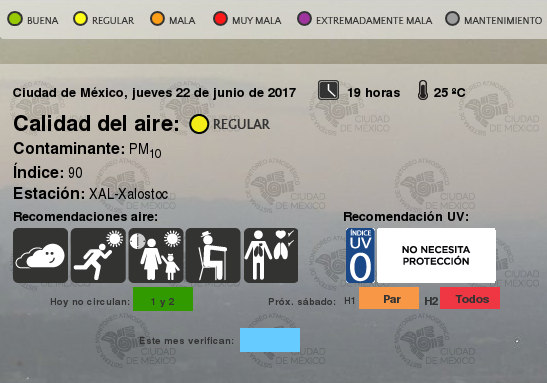 BUENA REGULAR MALA MUY MALA EXTREMADAMENTE MALA MANTENIMIENTO
Ciudad de México, jueves 22 de junio de 2017 19 horas 25 ºC
Calidad del aire: REGULAR
Contaminante: PM10
Índice: 90
Estación: XAL-Xalostoc
Recomendaciones aire: Recomendación UV:
ÍNDICE UV 0
NO NECESITA
PROTECCIÓN
Hoy no circulan: 1 y 2 Próx. sábado: H1 Par H2 Todos
Este mes verifican:
CIUDAD DE MÉXICO